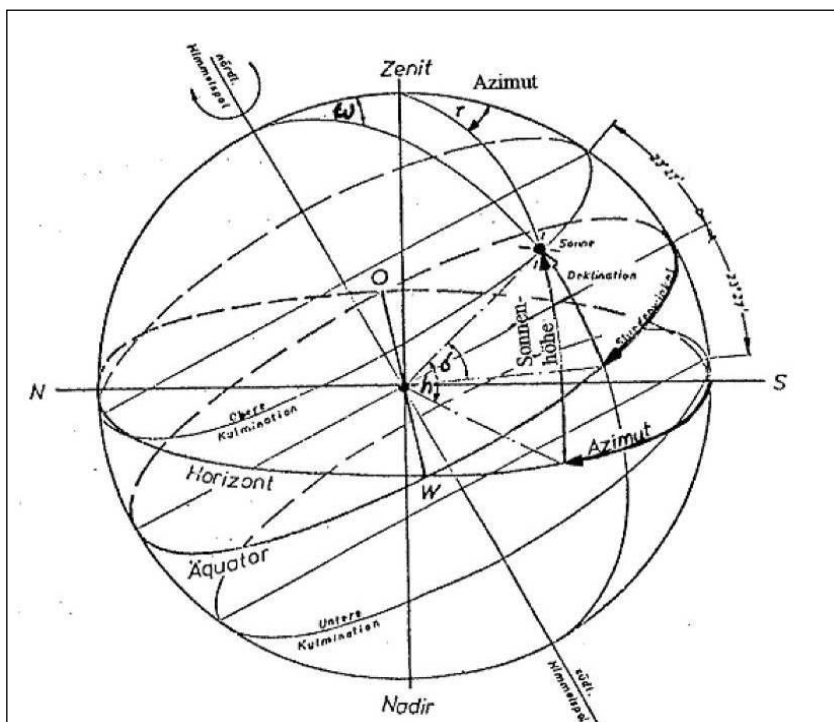 nördl.
Himmelspol
Zenit
Azimut
ω
γ
23°27'
Sonne
Deklination
O
23°27'
Stundenwinkel
Sonnen-
höhe
δ
h
N
S
Obere
Kulmination
Azimut
Horizont
W
Äquator
Untere
Kulmination
südl.
Himmelspol
Nadir